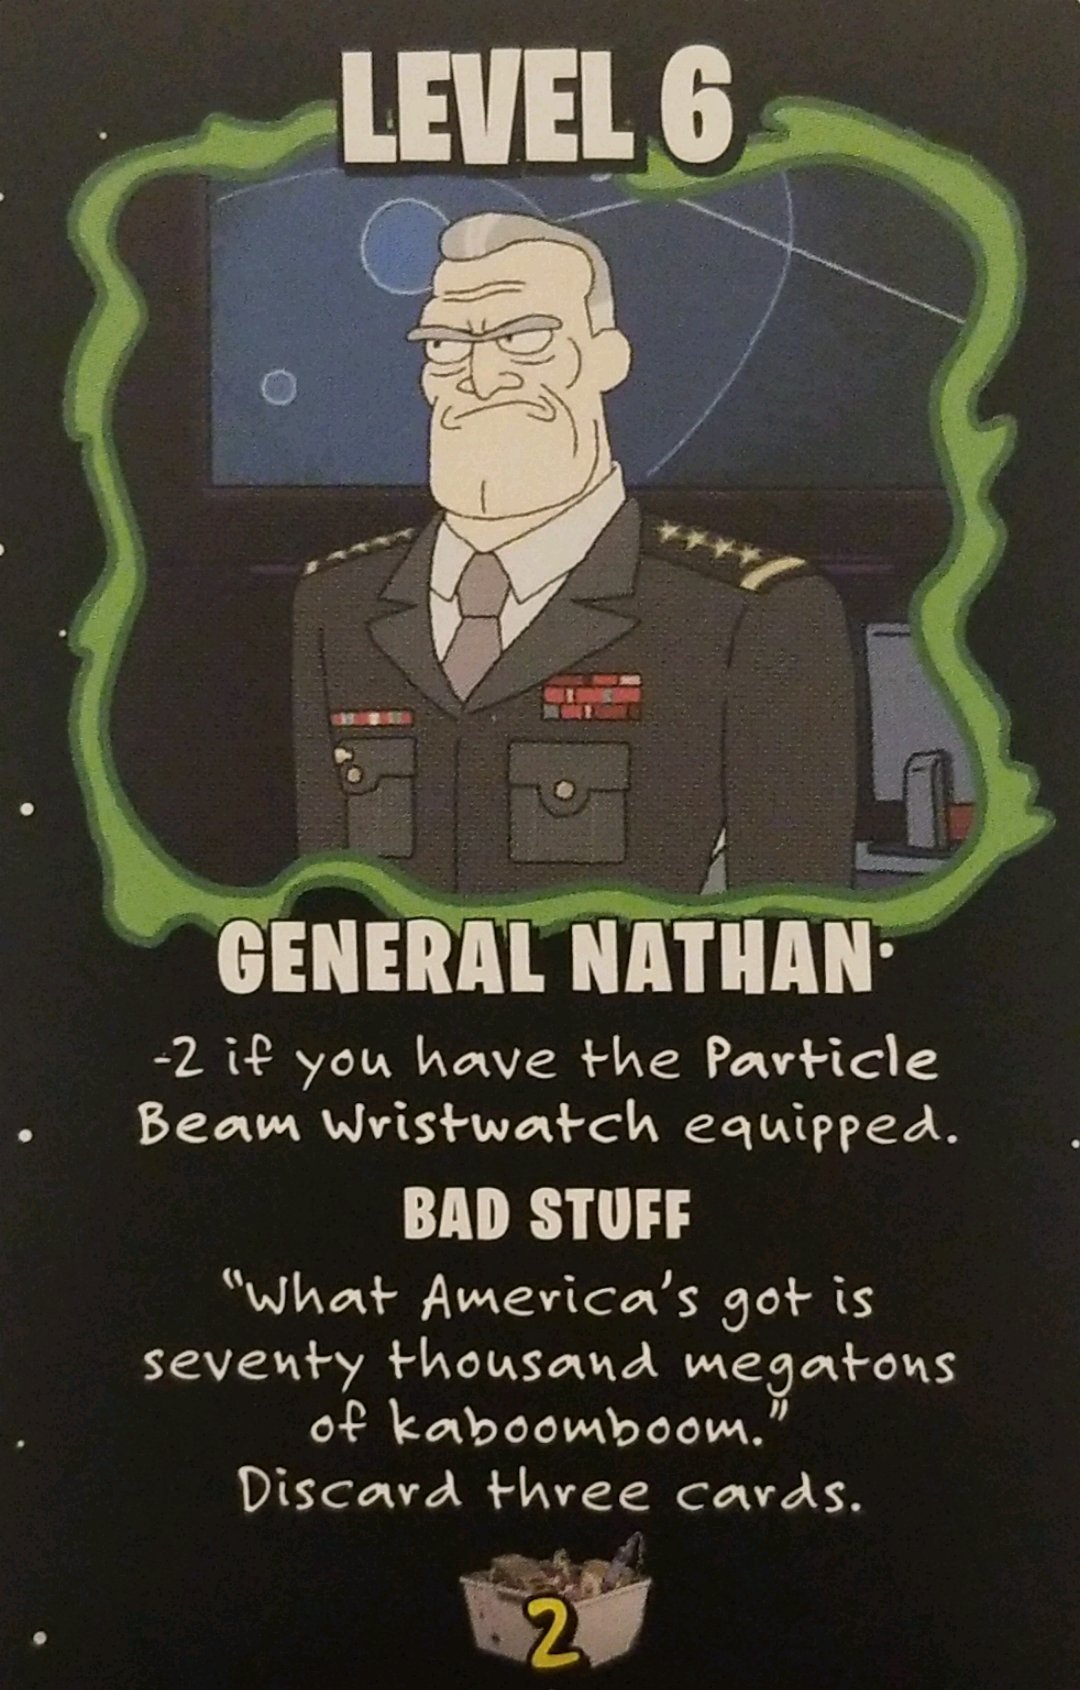 LEVEL 6
GENERAL NATHAN
-2 if you have the Particle
Beam Wristwatch equipped.
BAD STUFF
"What America's got is
seventy thousand megatons
of kaboomboom."
Discard three cards.
2